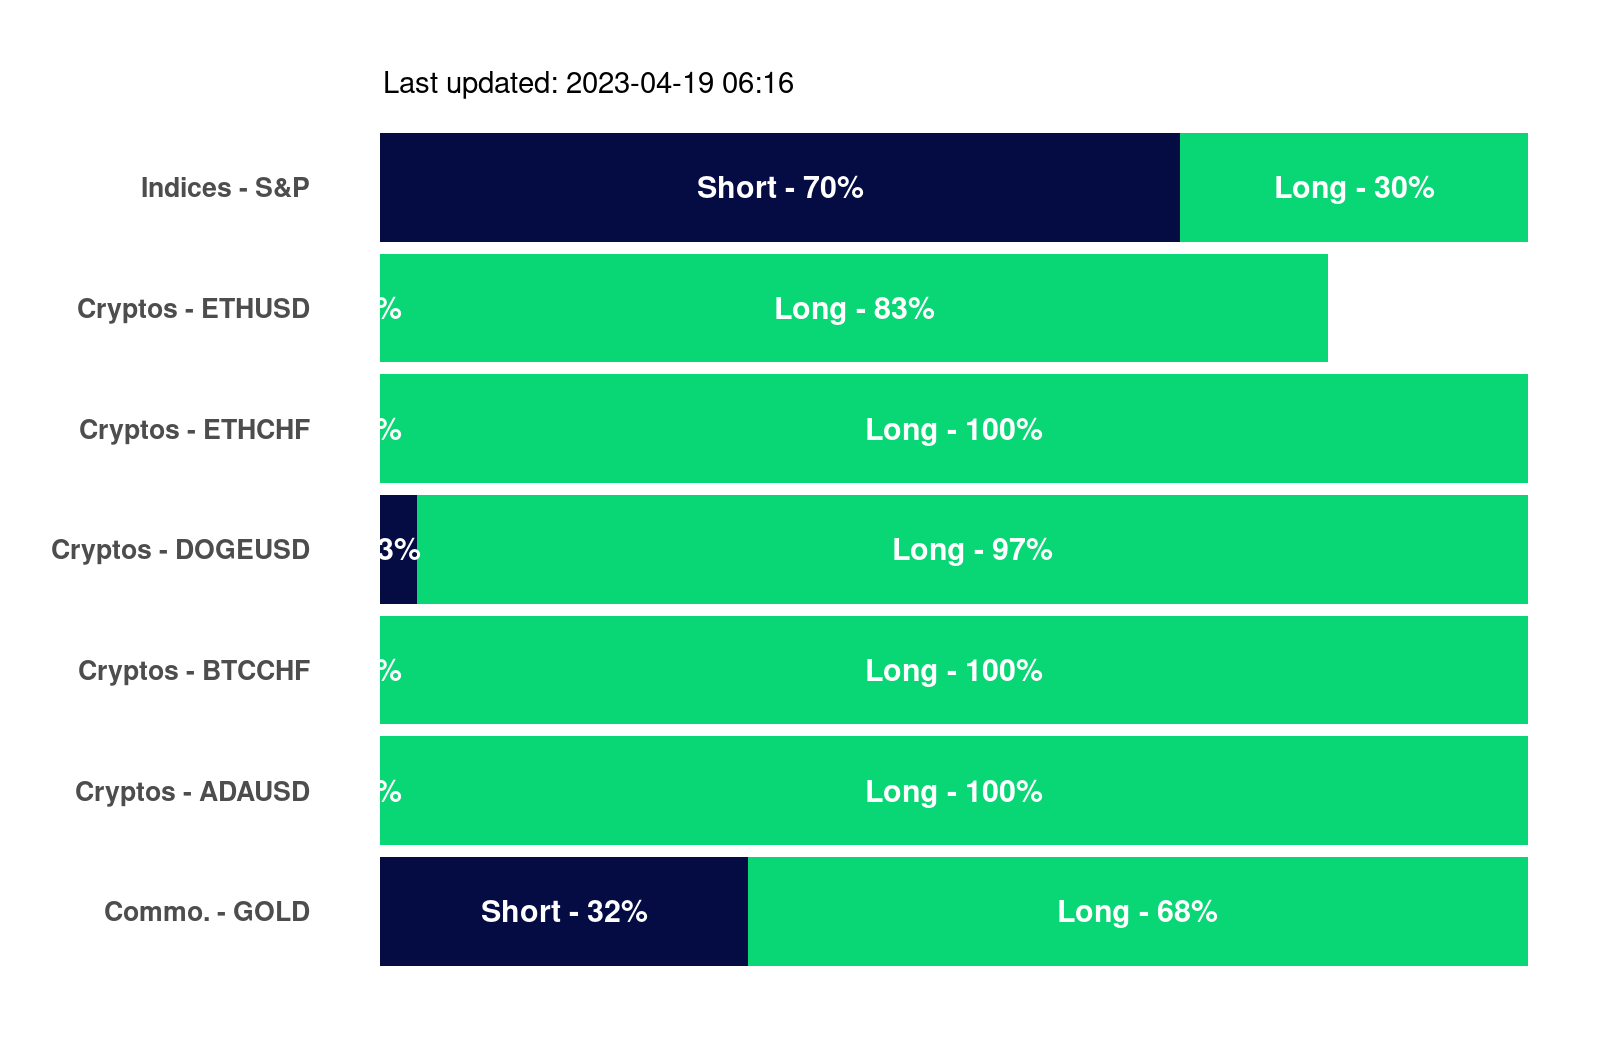 Last updated: 2023-04-19 06:16
Indices - S&P Short - 70% Long - 30%
Cryptos - ETHUSD % Long - 83%
Cryptos - ETHCHF % Long - 100%
Cryptos - DOGEUSD 3% Long - 97%
Cryptos - BTCCHF % Long - 100%
Cryptos - ADAUSD % Long - 100%
Commo. - GOLD Short - 32% Long - 68%